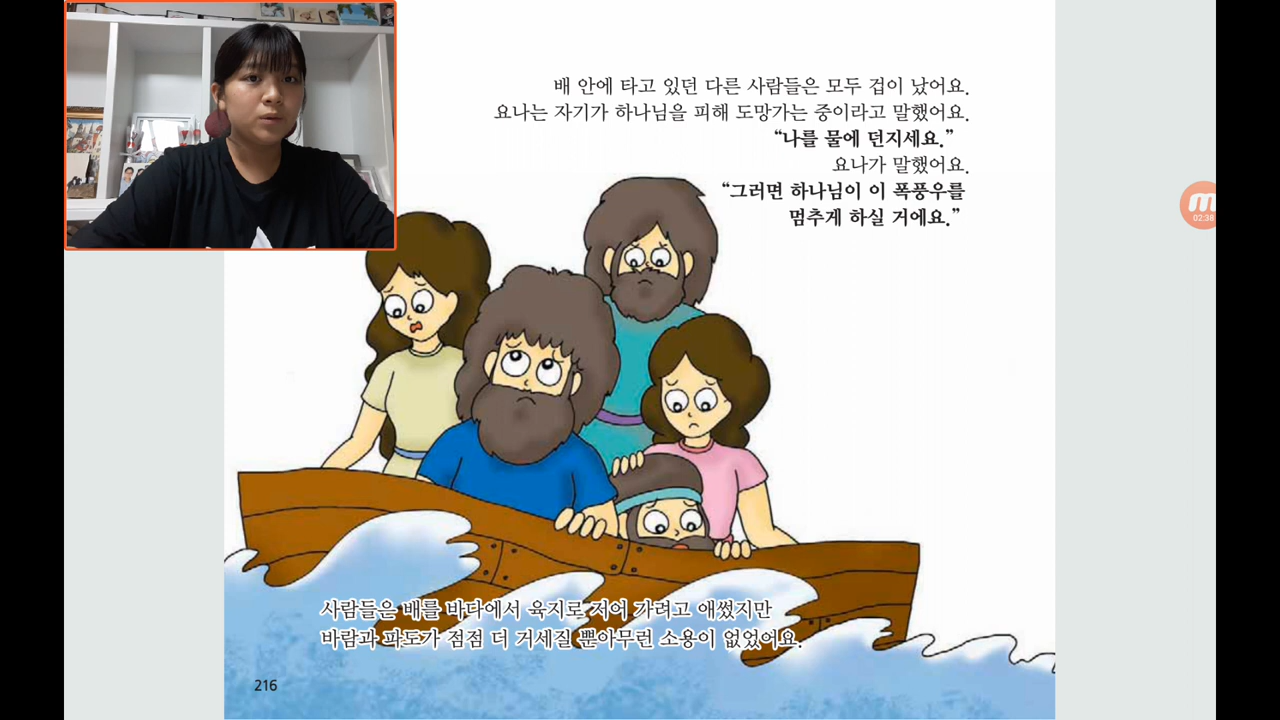 배 안에 타고 있던 다른 사람들은 모두 겁이 났어요.
요나는 자기가 하나님을 피해 도망가는 중이라고 말했어요.
“나를 물에 던지세요.”
요나가 말했어요.
“그러면 하나님이 이 폭풍우를
멈추게 하실 거에요.”
02:38
사람들은 배를 바다에서 육지로 저어 가려고 애썼지만
바람과 파도가 점점 더 거세질 뿐아무런 소용이 없었어요.
216